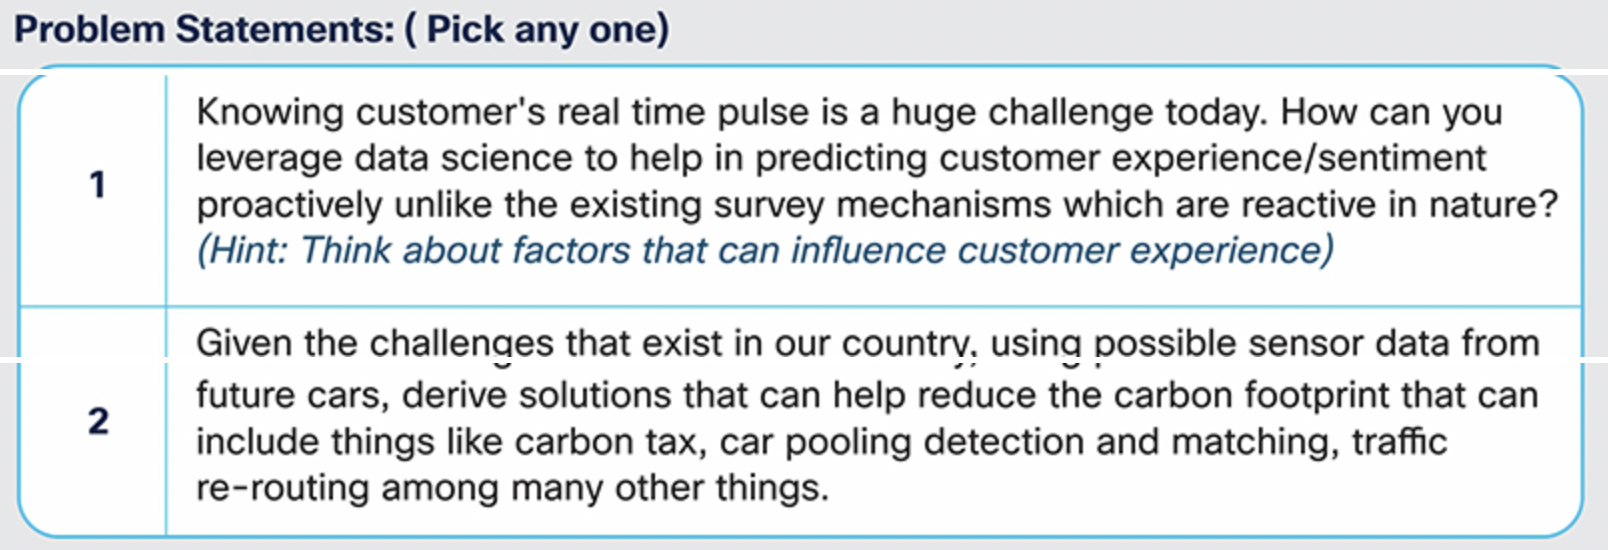 Problem Statements: ( Pick any one)
1
Knowing customer's real time pulse is a huge challenge today. How can you
leverage data science to help in predicting customer experience/sentiment
proactively unlike the existing survey mechanisms which are reactive in nature?
(Hint: Think about factors that can influence customer experience)
2
Given the challenges that exist in our country, using possible sensor data from
future cars, derive solutions that can help reduce the carbon footprint that can
include things like carbon tax, car pooling detection and matching, traffic
re-routing among many other things.